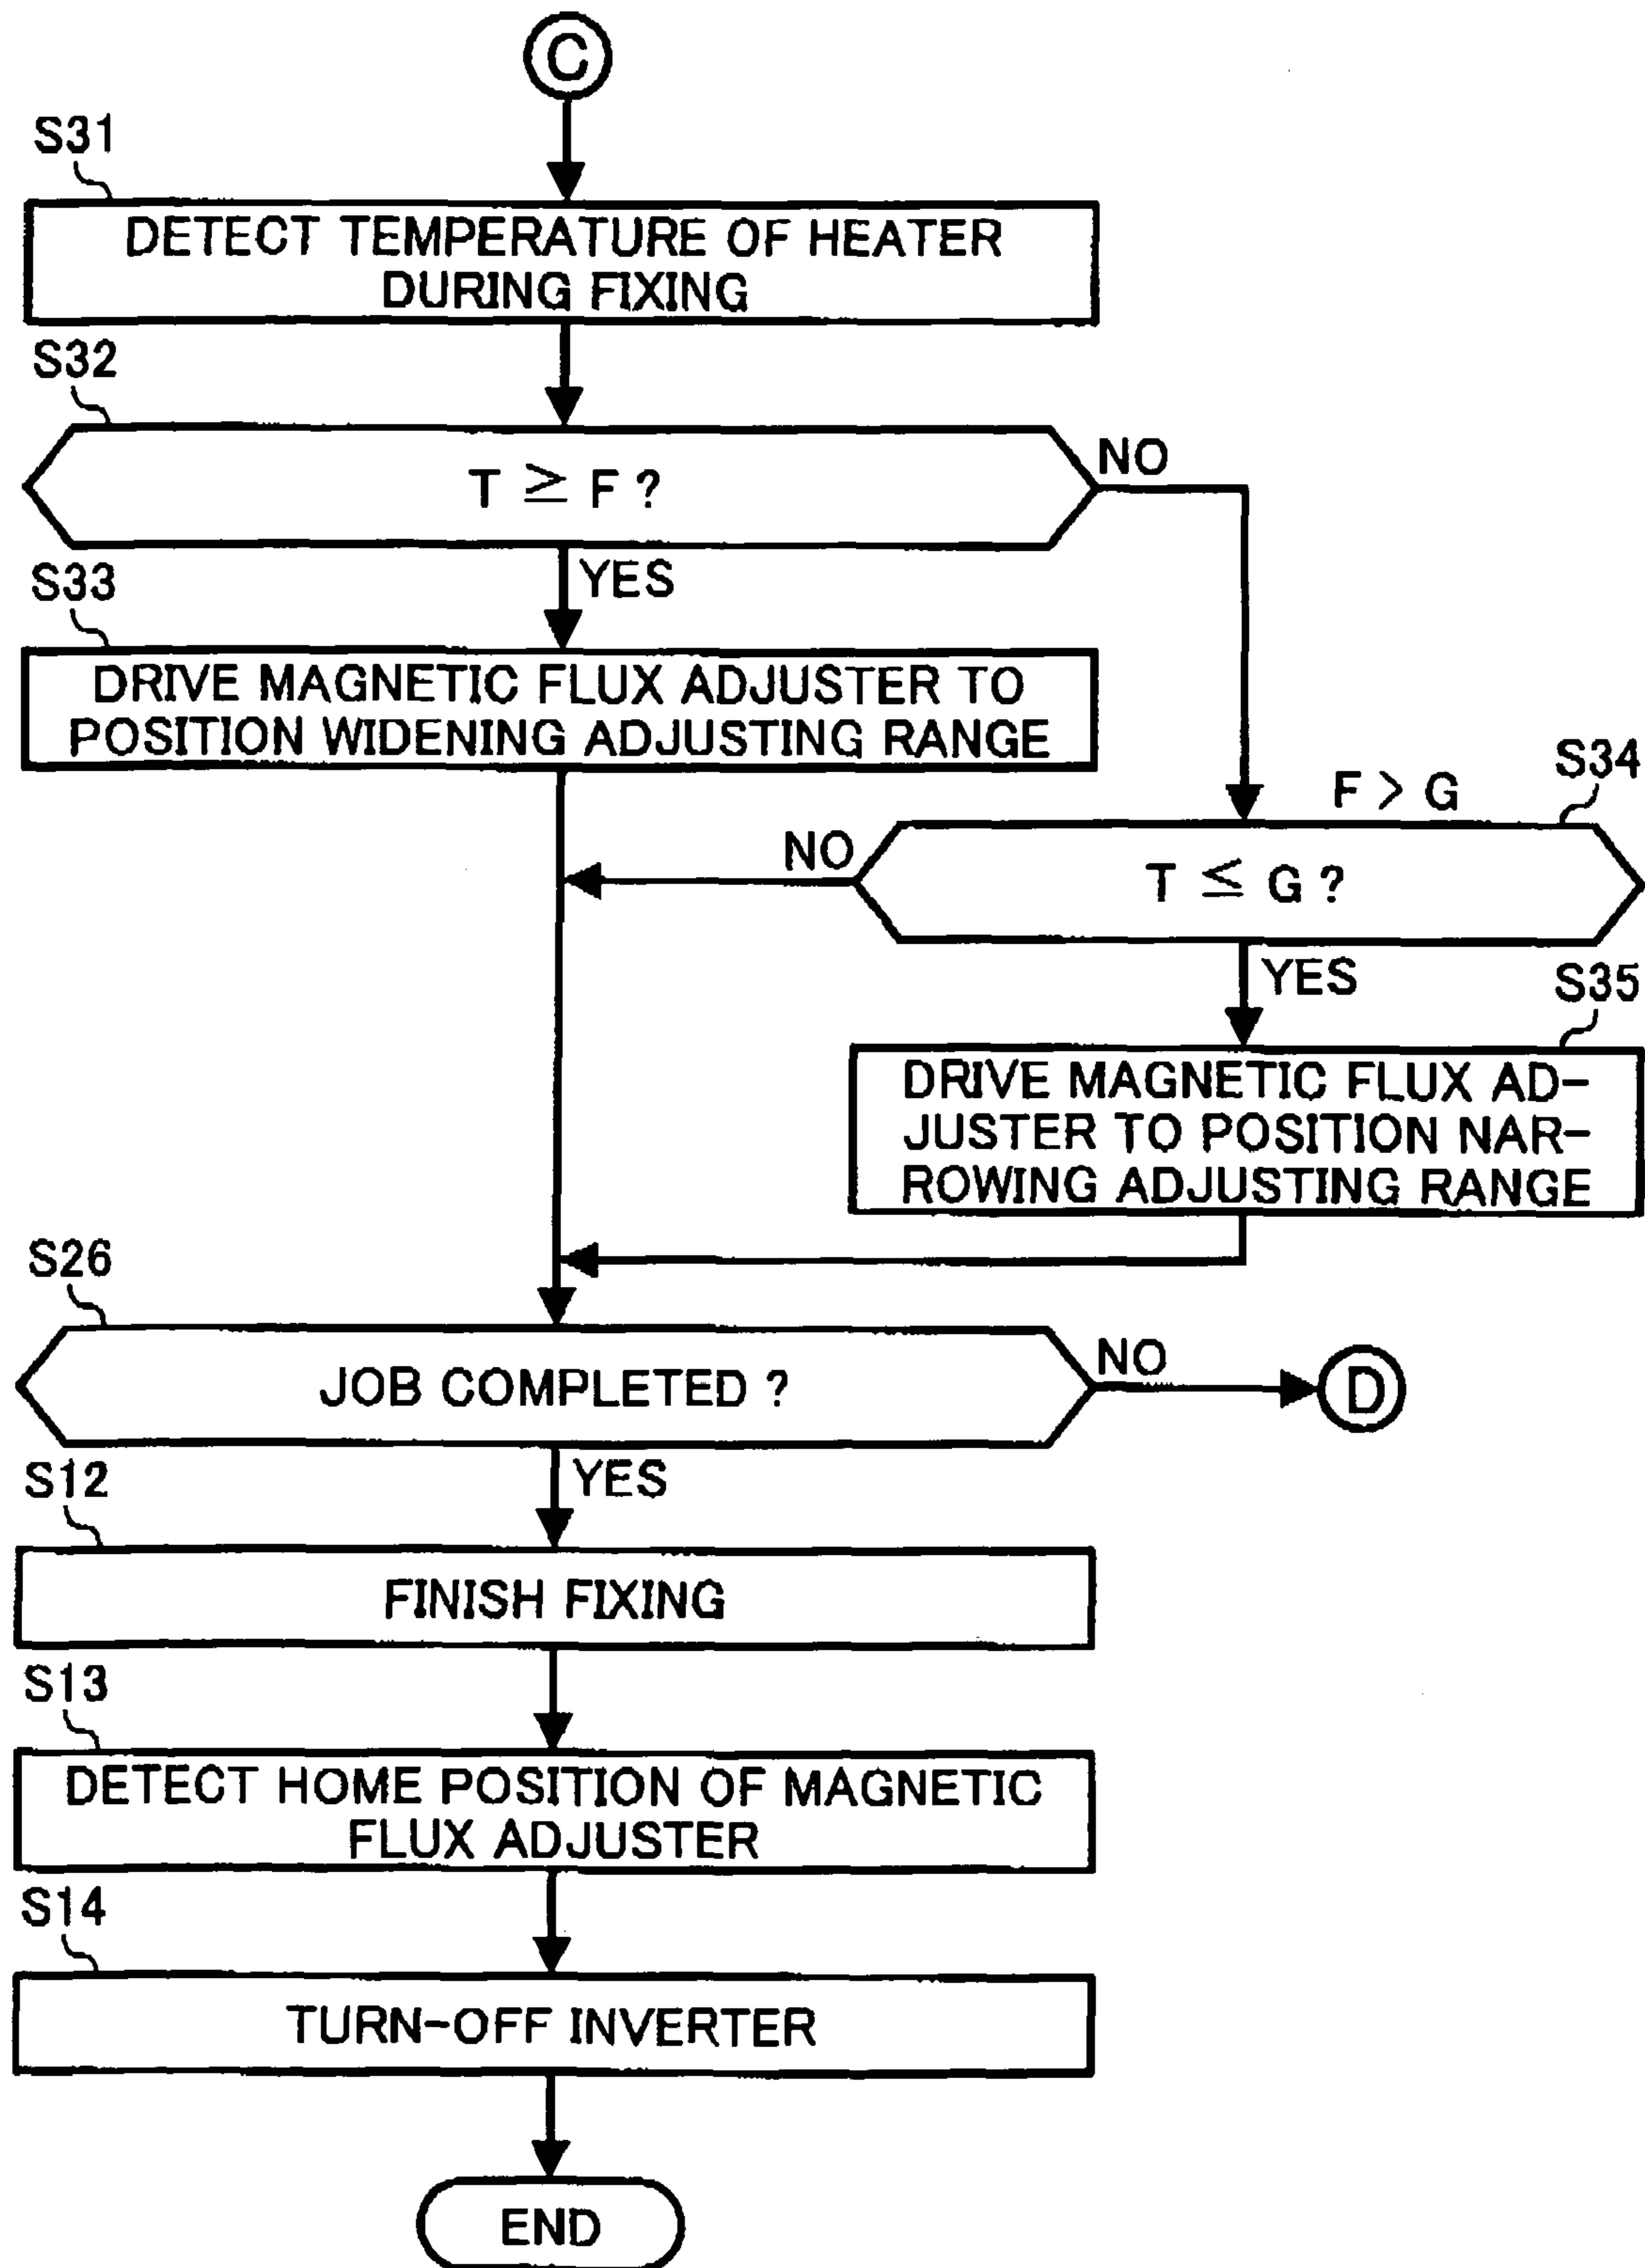 C
S31
DETECT TEMPERATURE OF HEATER
DURING FIXING
S32
T ≧ F ?
NO
YES
S33
DRIVE MAGNETIC FLUX ADJUSTER TO
POSITION WIDENING ADJUSTING RANGE
F > G
S34
T ≦ G ?
NO
YES
S35
DRIVE MAGNETIC FLUX AD-
JUSTER TO POSITION NAR-
ROWING ADJUSTING RANGE
S26
JOB COMPLETED ?
NO
D
YES
S12
FINISH FIXING
S13
DETECT HOME POSITION OF MAGNETIC
FLUX ADJUSTER
S14
TURN-OFF INVERTER
END